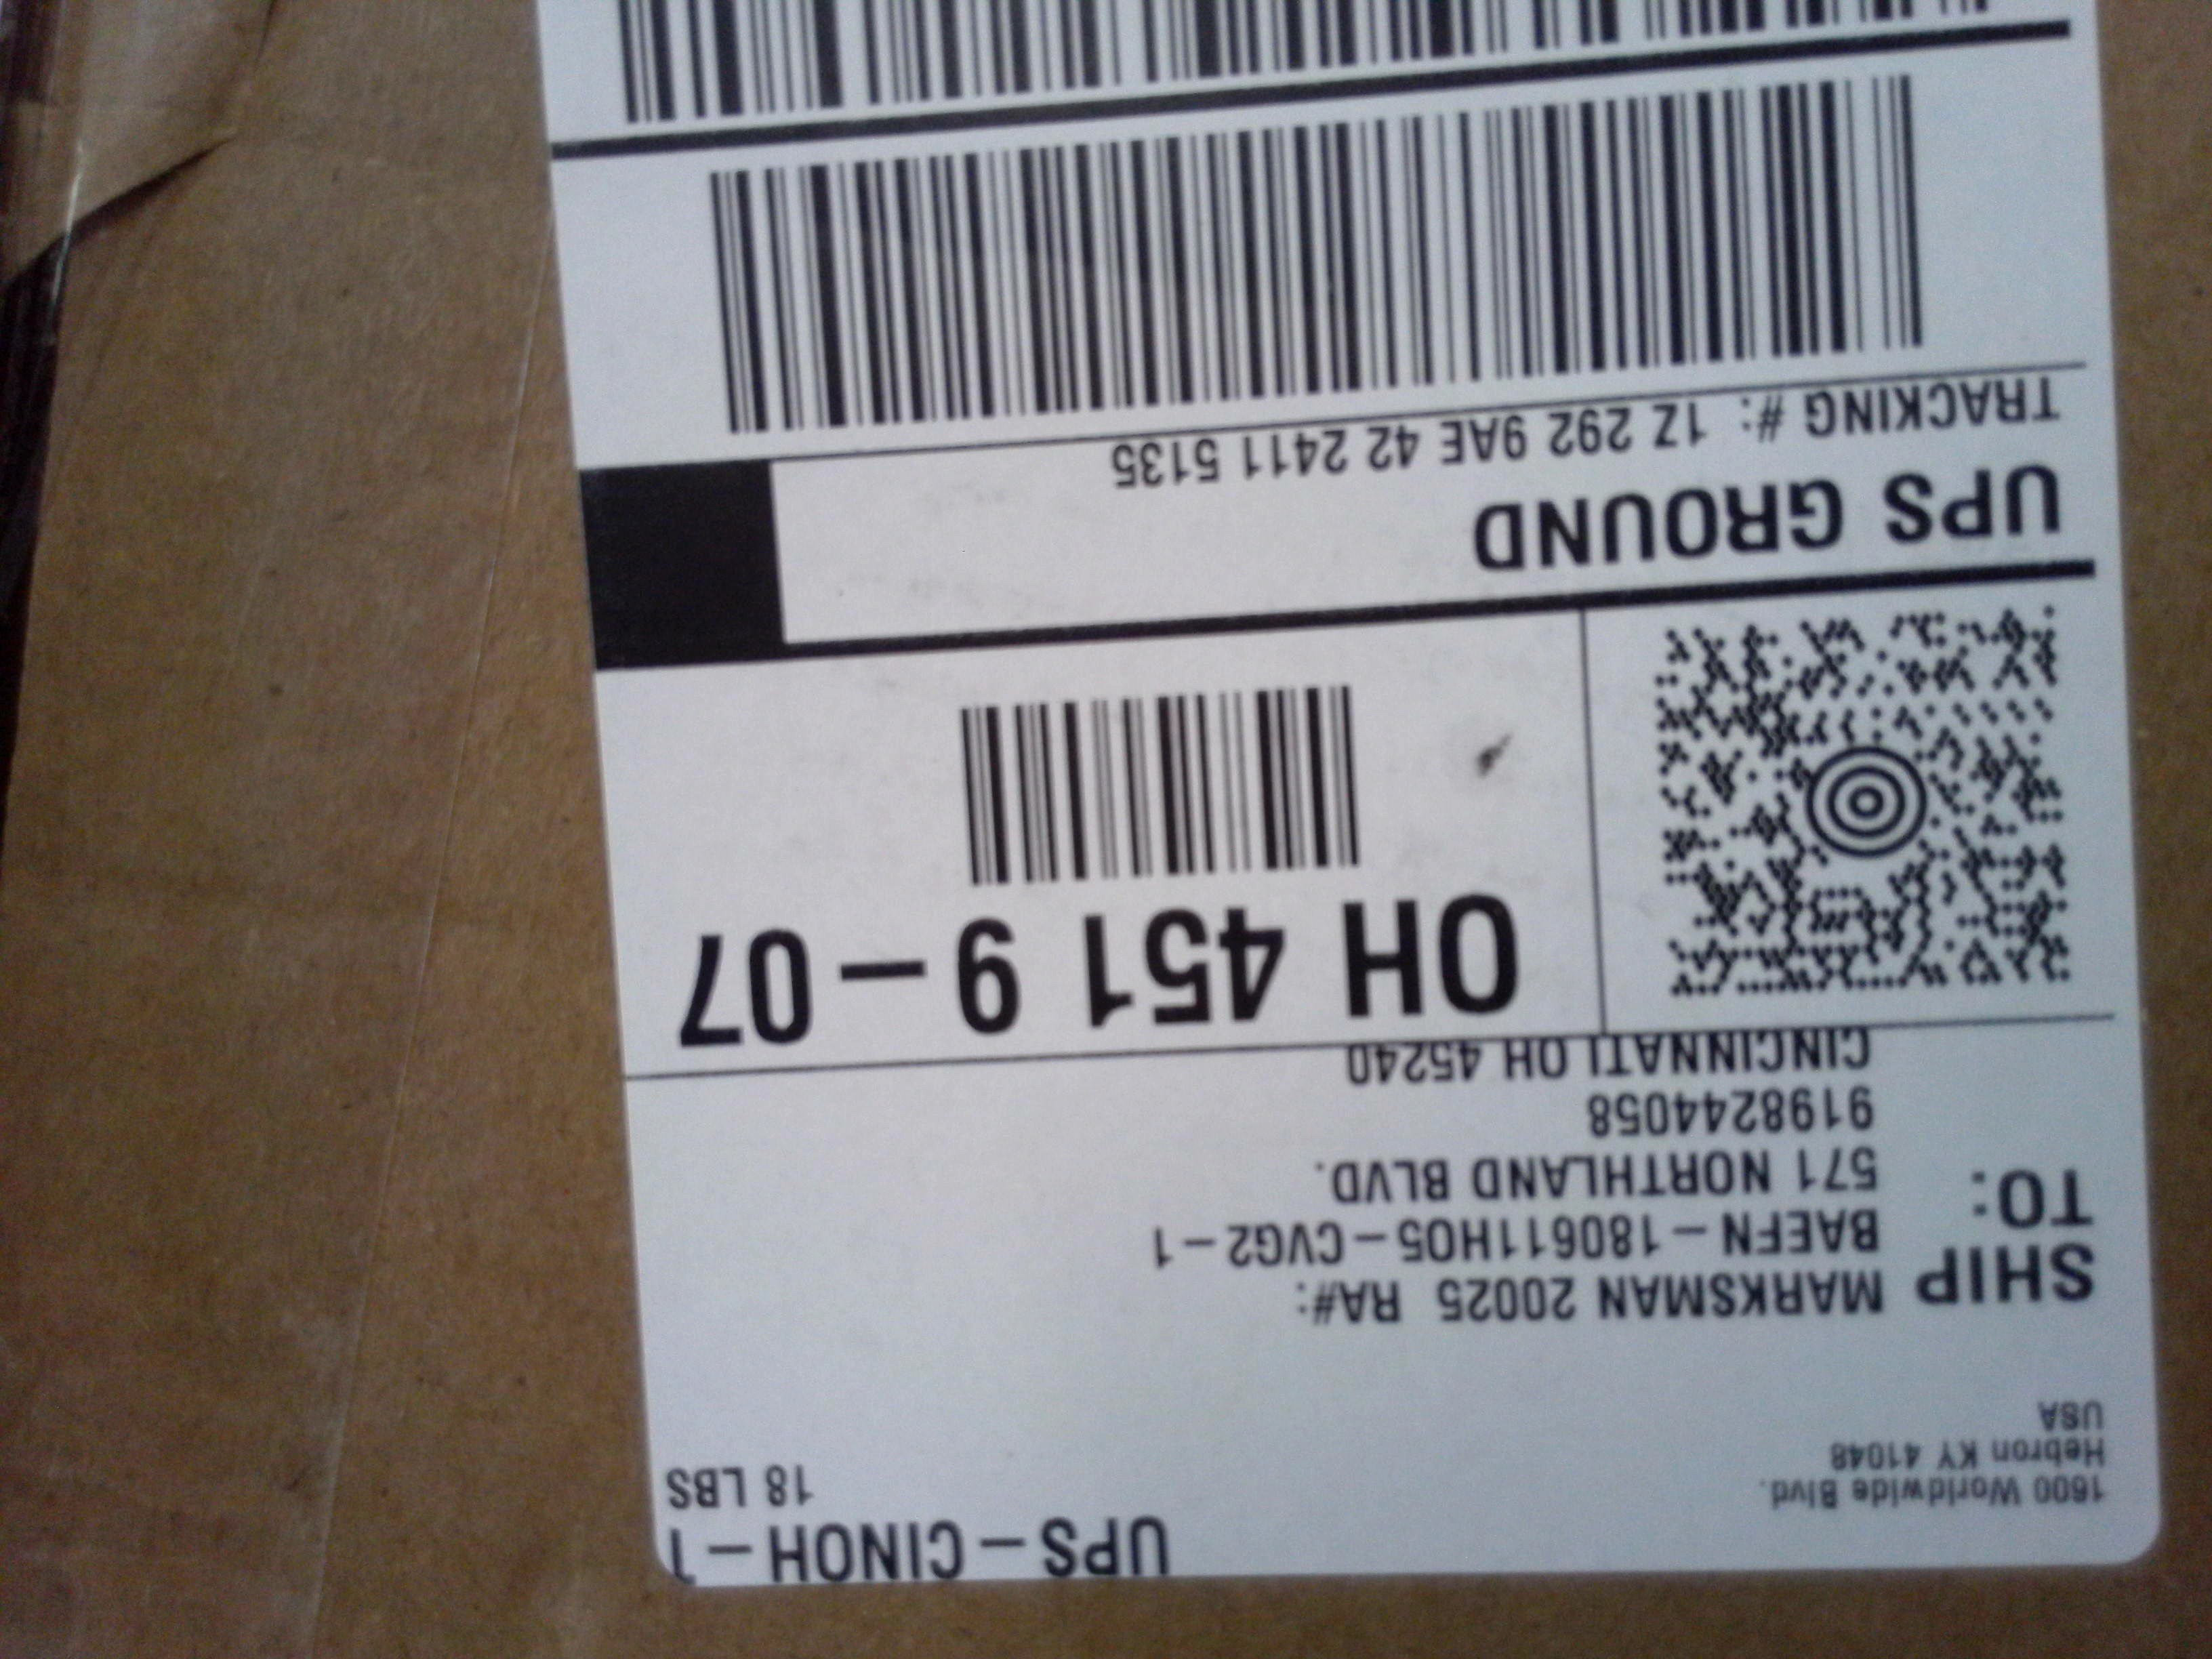 UPS - CINOH - 1
18 LBS
1600 Worldwide Blvd.
Hebron KY 41048
USA
SHIP TO:
MARKSMAN 20025 RA#:
BAEFN - 180611H05 - CVG2 - 1
571 NORTHLAND BLVD.
9198244058
CINCINNATI OH 45240
OH 451 9 - 07
UPS GROUND
TRACKING #: 1Z 292 9AE 42 2411 5135